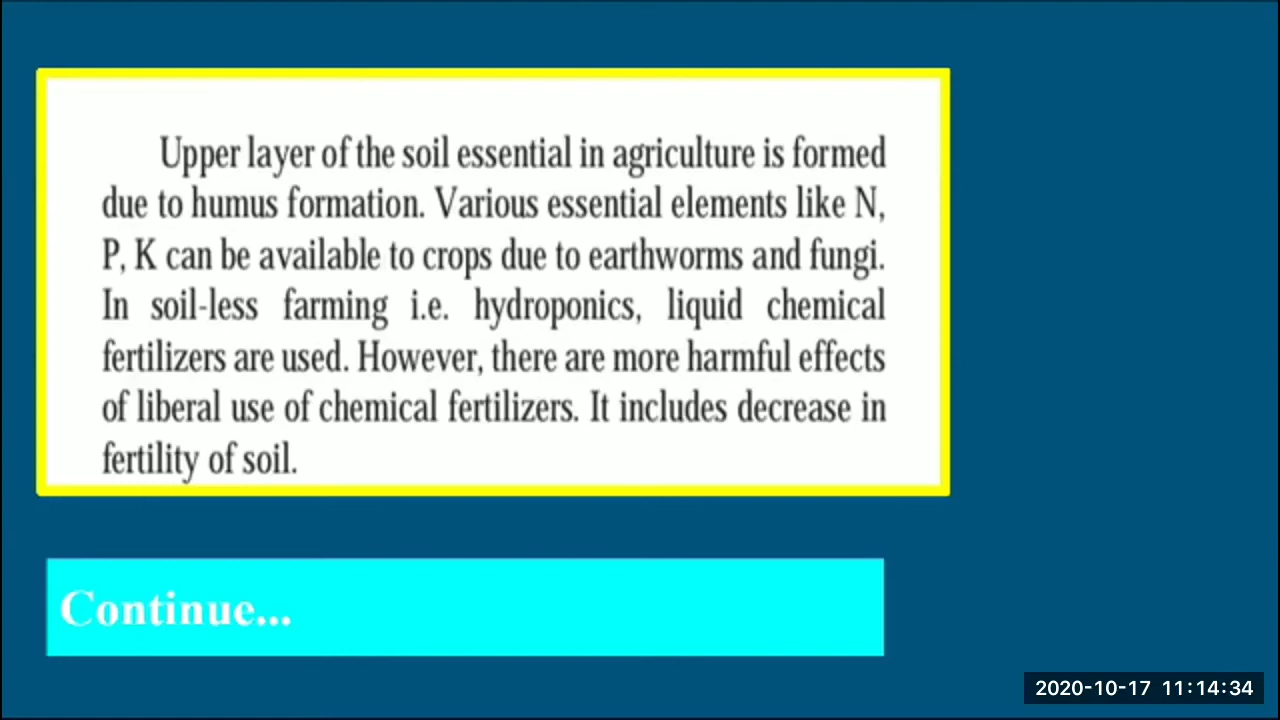 Upper layer of the soil essential in agriculture is formed
due to humus formation. Various essential elements like N,
P, K can be available to crops due to earthworms and fungi.
In soil-less farming i.e. hydroponics, liquid chemical
fertilizers are used. However, there are more harmful effects
of liberal use of chemical fertilizers. It includes decrease in
fertility of soil.
Continue...
2020-10-17 11:14:34